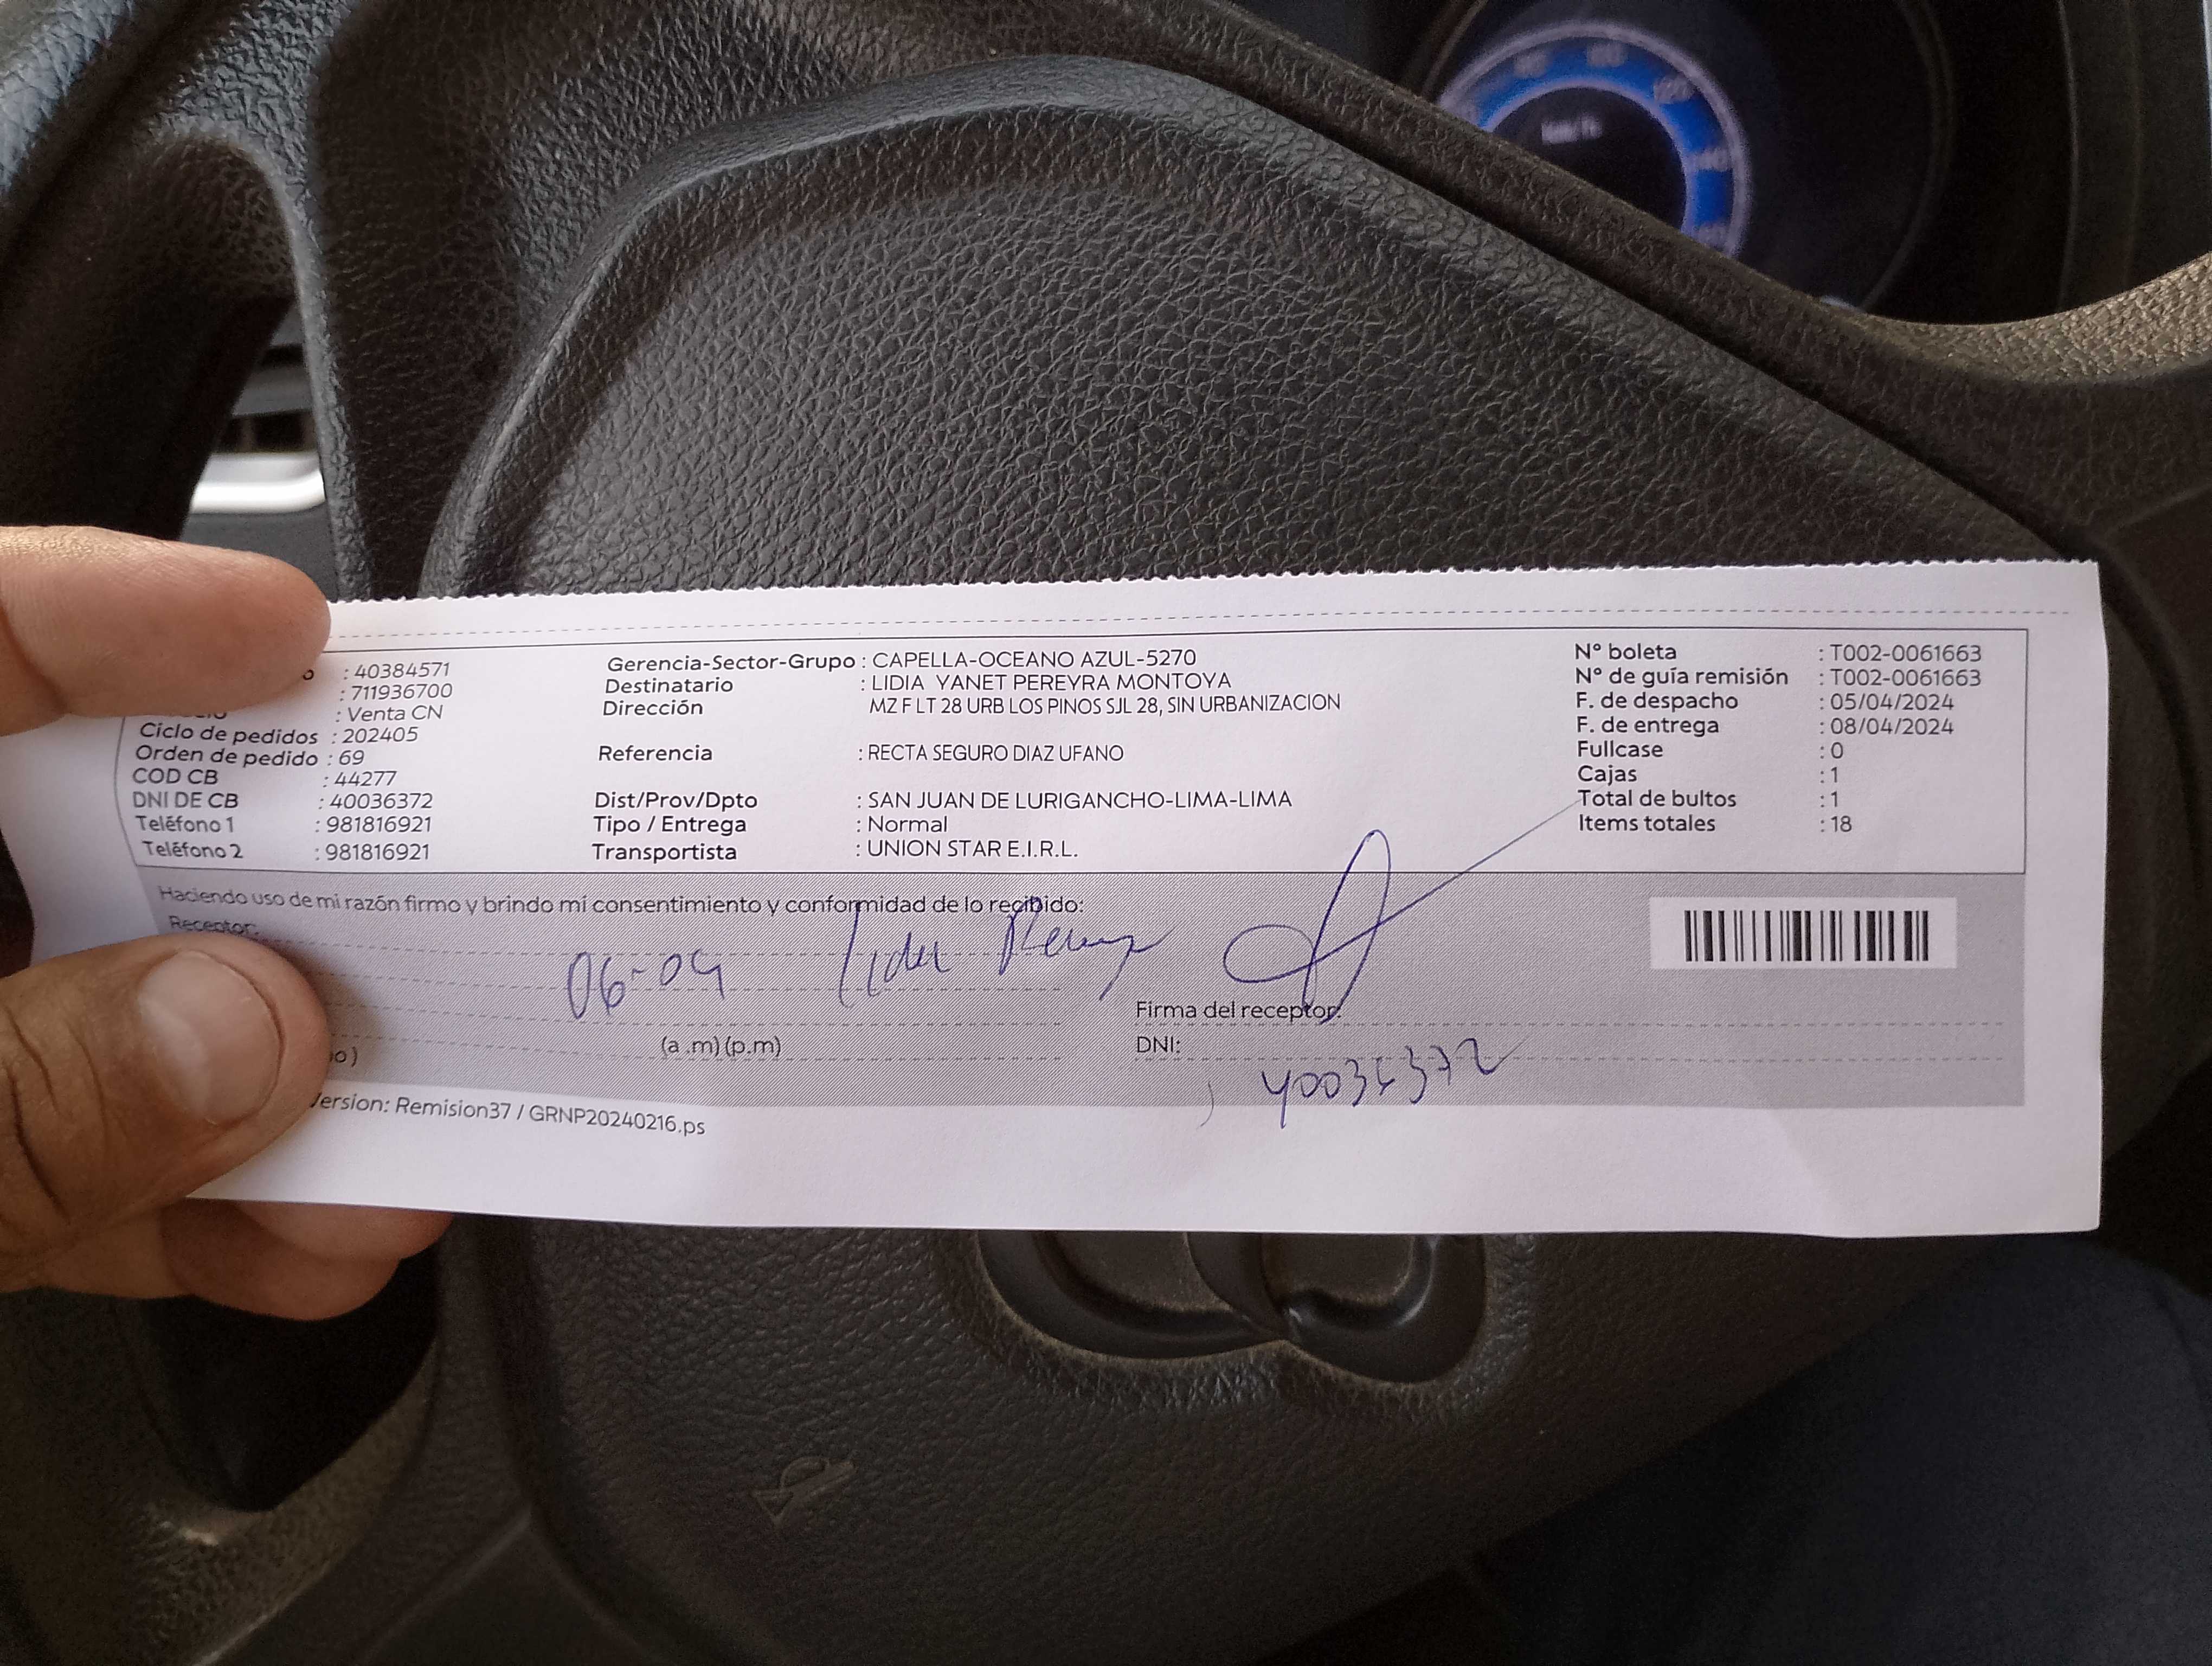 : 40384571
: 711936700
: Venta CN
Ciclo de pedidos : 202405
Orden de pedido : 69
COD CB : 44277
DNI DE CB : 40036372
Teléfono 1 : 981816921
Teléfono 2 : 981816921
Gerencia-Sector-Grupo : CAPELLA-OCEANO AZUL-5270
Destinatario : LIDIA YANET PEREYRA MONTOYA
Dirección MZ F LT 28 URB LOS PINOS SJL 28, SIN URBANIZACION
Referencia : RECTA SEGURO DIAZ UFANO
Dist/Prov/Dpto : SAN JUAN DE LURIGANCHO-LIMA-LIMA
Tipo / Entrega : Normal
Transportista : UNION STAR E.I.R.L.
N° boleta : T002-0061663
N° de guía remisión : T002-0061663
F. de despacho : 05/04/2024
F. de entrega : 08/04/2024
Fullcase : 0
Cajas : 1
Total de bultos : 1
Items totales : 18
Haciendo uso de mi razón firmo y brindo mi consentimiento y conformidad de lo recibido:
Receptor:
06-04
Firma del receptor:
(a .m) (p.m)
DNI:
40036372
Version: Remision37 / GRNP20240216.ps